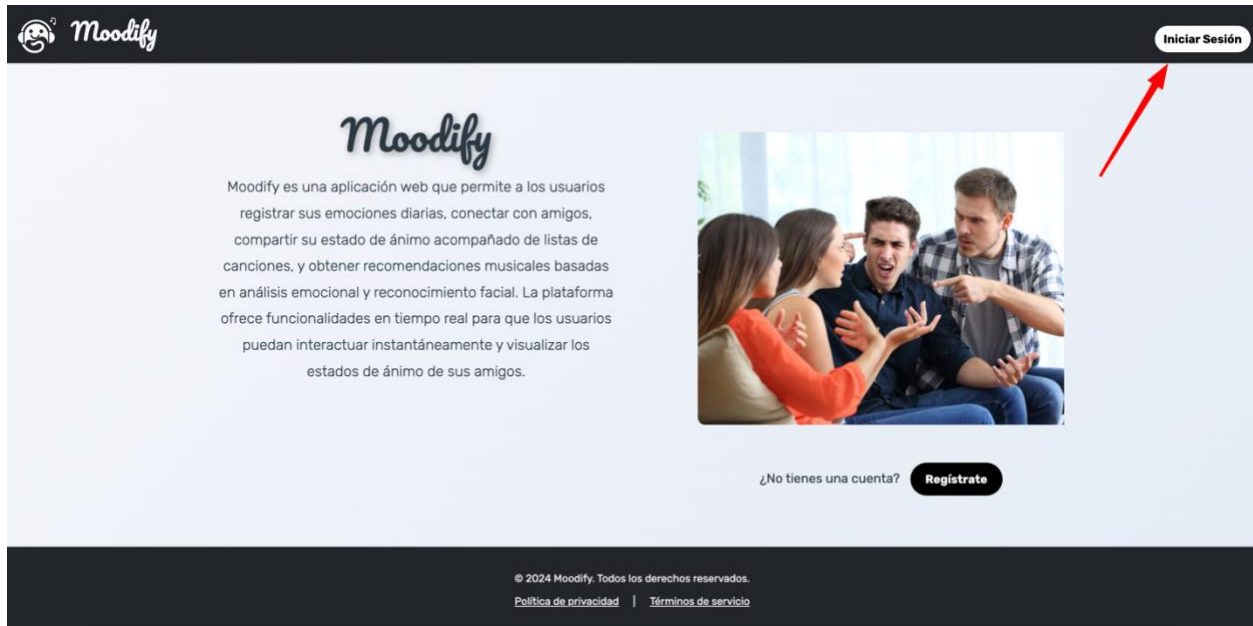 Moodify
Iniciar Sesión
Moodify
Moodify es una aplicación web que permite a los usuarios
registrar sus emociones diarias, conectar con amigos,
compartir su estado de ánimo acompañado de listas de
canciones, y obtener recomendaciones musicales basadas
en análisis emocional y reconocimiento facial. La plataforma
ofrece funcionalidades en tiempo real para que los usuarios
puedan interactuar instantáneamente y visualizar los
estados de ánimo de sus amigos.
¿No tienes una cuenta? Regístrate
© 2024 Moodify. Todos los derechos reservados.
Política de privacidad | Términos de servicio